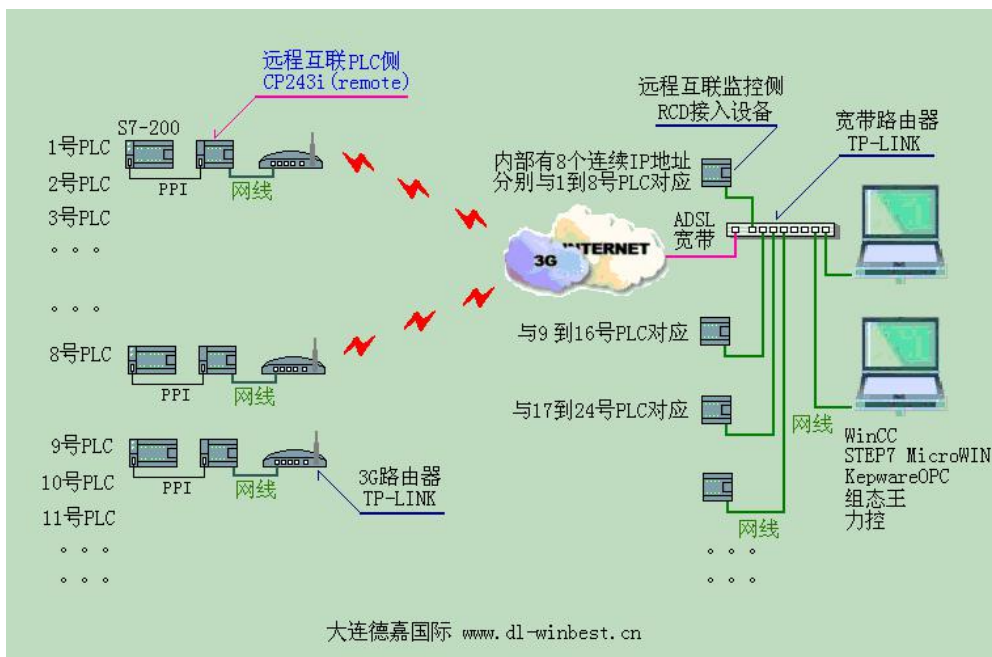 远程互联PLC侧
CP243i(remote)
S7-200
1号PLC
PPI
网线
2号PLC
3号PLC
。。。
。。。
8号PLC
PPI
网线
9号PLC
PPI
网线
10号PLC
11号PLC
。。。
。。。
3G路由器
TP-LINK
3G
INTERNET
ADSL
宽带
远程互联监控侧
RCD接入设备
内部有8个连续IP地址
分别与1到8号PLC对应
宽带路由器
TP-LINK
与9到16号PLC对应
与17到24号PLC对应
网线
网线
。。。
。。。
WinCC
STEP7 MicroWIN
KepwareOPC
组态王
力控
大连德嘉国际 www.dl-winbest.cn